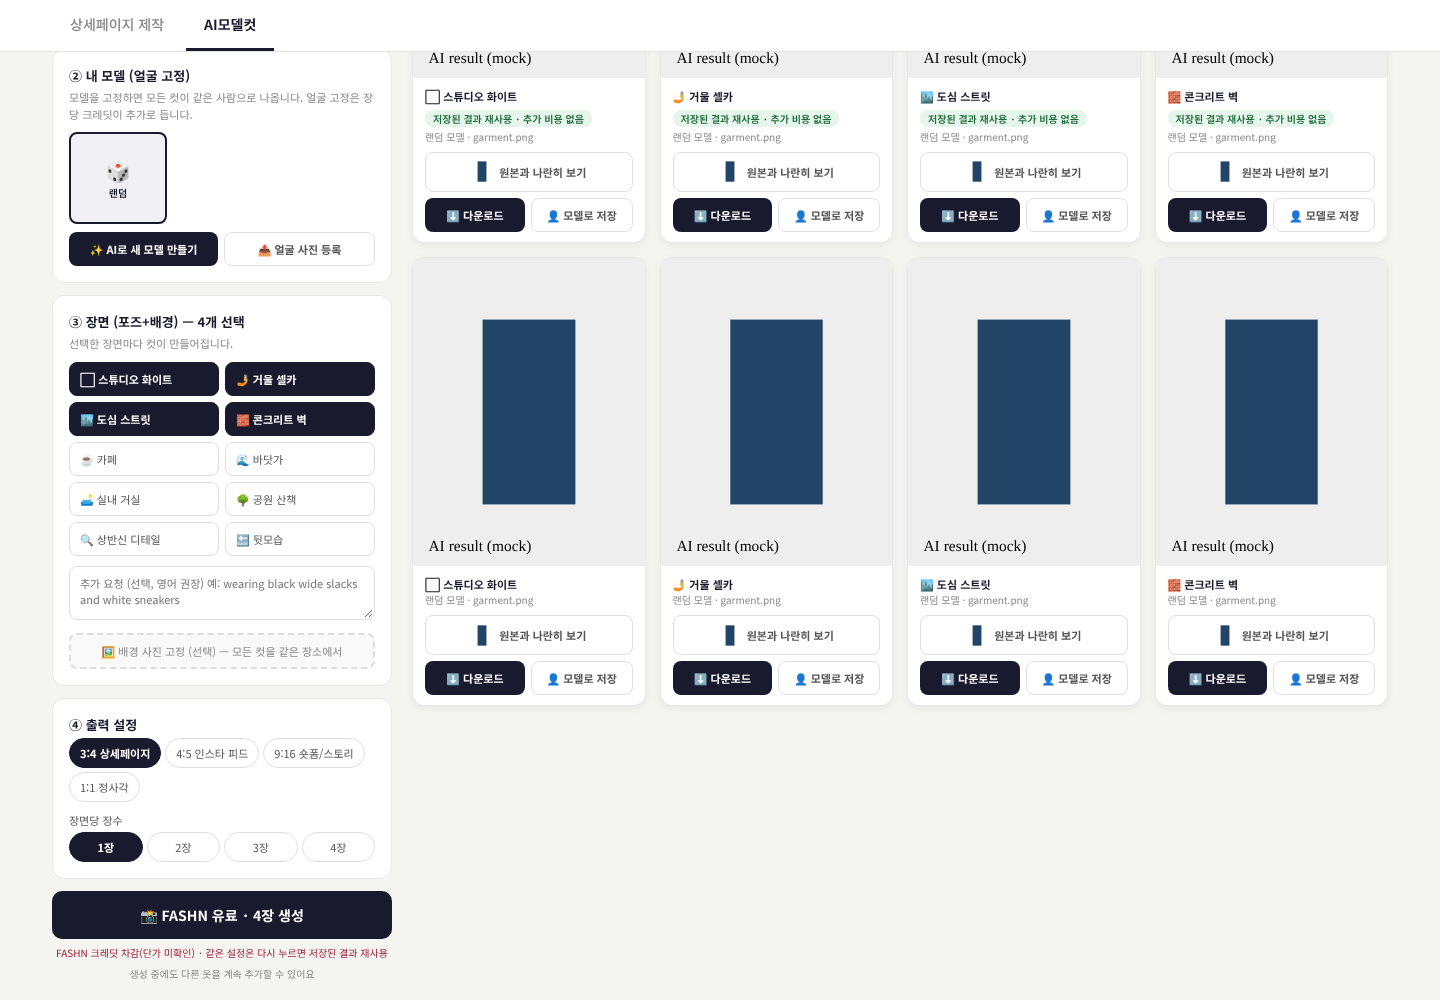 상세페이지 제작
AI모델컷
② 내 모델 (얼굴 고정)
모델을 고정하면 모든 컷이 같은 사람으로 나옵니다. 얼굴 고정은 장
당 크레딧이 추가로 듭니다.
랜덤
✨ AI로 새 모델 만들기
📤 얼굴 사진 등록
③ 장면 (포즈+배경) — 4개 선택
선택한 장면마다 컷이 만들어집니다.
⬜ 스튜디오 화이트
🤳 거울 셀카
🏙️ 도심 스트릿
🧱 콘크리트 벽
☕ 카페
🌊 바닷가
🛋️ 실내 거실
🌳 공원 산책
🔍 상반신 디테일
🔙 뒷모습
추가 요청 (선택, 영어 권장) 예: wearing black wide slacks
and white sneakers
🖼️ 배경 사진 고정 (선택) — 모든 컷을 같은 장소에서
④ 출력 설정
3:4 상세페이지
4:5 인스타 피드
9:16 숏폼/스토리
1:1 정사각
장면당 장수
1장
2장
3장
4장
📸 FASHN 유료 · 4장 생성
FASHN 크레딧 차감(단가 미확인) · 같은 설정은 다시 누르면 저장된 결과 재사용
생성 중에도 다른 옷을 계속 추가할 수 있어요
AI result (mock)
⬜ 스튜디오 화이트
저장된 결과 재사용 · 추가 비용 없음
랜덤 모델 · garment.png
원본과 나란히 보기
⬇️ 다운로드
👤 모델로 저장
AI result (mock)
🤳 거울 셀카
저장된 결과 재사용 · 추가 비용 없음
랜덤 모델 · garment.png
원본과 나란히 보기
⬇️ 다운로드
👤 모델로 저장
AI result (mock)
🏙️ 도심 스트릿
저장된 결과 재사용 · 추가 비용 없음
랜덤 모델 · garment.png
원본과 나란히 보기
⬇️ 다운로드
👤 모델로 저장
AI result (mock)
🧱 콘크리트 벽
저장된 결과 재사용 · 추가 비용 없음
랜덤 모델 · garment.png
원본과 나란히 보기
⬇️ 다운로드
👤 모델로 저장
AI result (mock)
⬜ 스튜디오 화이트
랜덤 모델 · garment.png
원본과 나란히 보기
⬇️ 다운로드
👤 모델로 저장
AI result (mock)
🤳 거울 셀카
랜덤 모델 · garment.png
원본과 나란히 보기
⬇️ 다운로드
👤 모델로 저장
AI result (mock)
🏙️ 도심 스트릿
랜덤 모델 · garment.png
원본과 나란히 보기
⬇️ 다운로드
👤 모델로 저장
AI result (mock)
🧱 콘크리트 벽
랜덤 모델 · garment.png
원본과 나란히 보기
⬇️ 다운로드
👤 모델로 저장